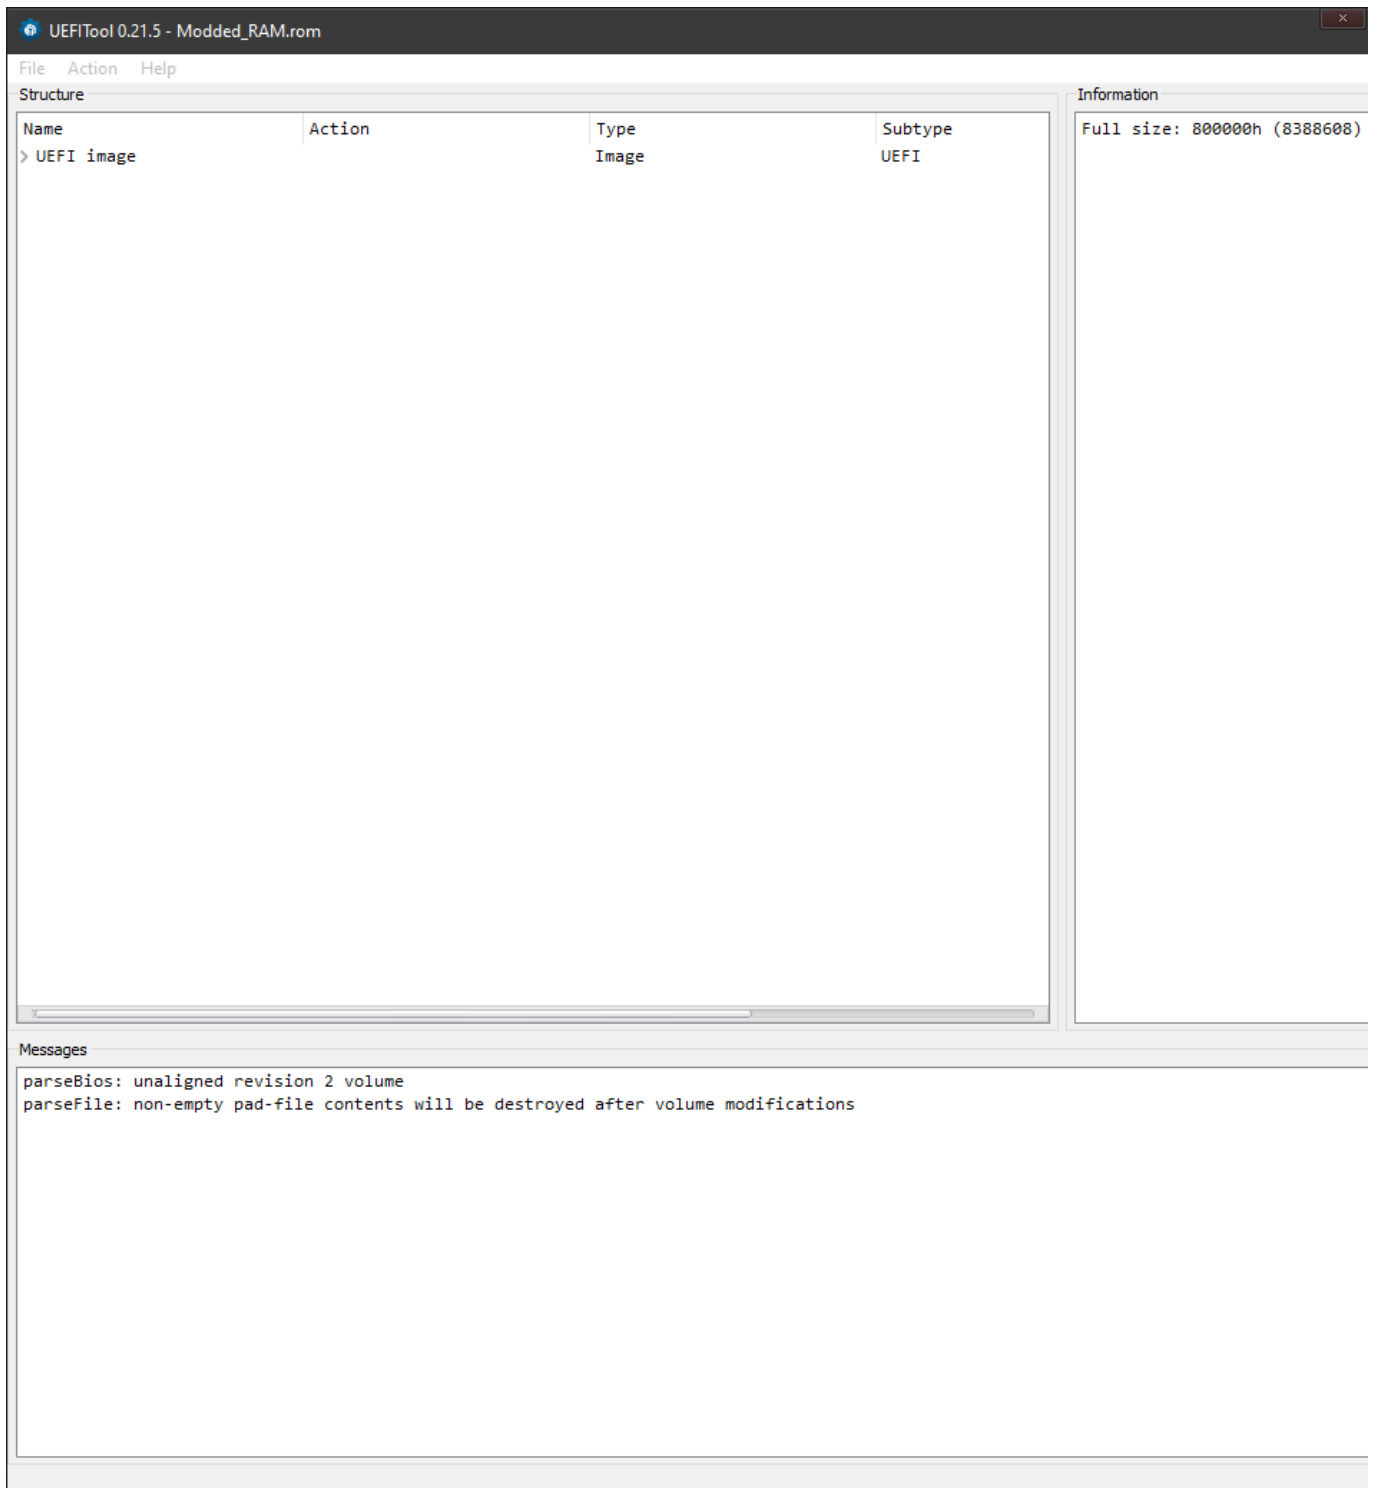 UEFITool 0.21.5 - Modded_RAM.rom
File Action Help
Structure
Name Action Type Subtype
UEFI image Image UEFI
Information
Full size: 800000h (8388608)
Messages
parseBios: unaligned revision 2 volume
parseFile: non-empty pad-file contents will be destroyed after volume modifications